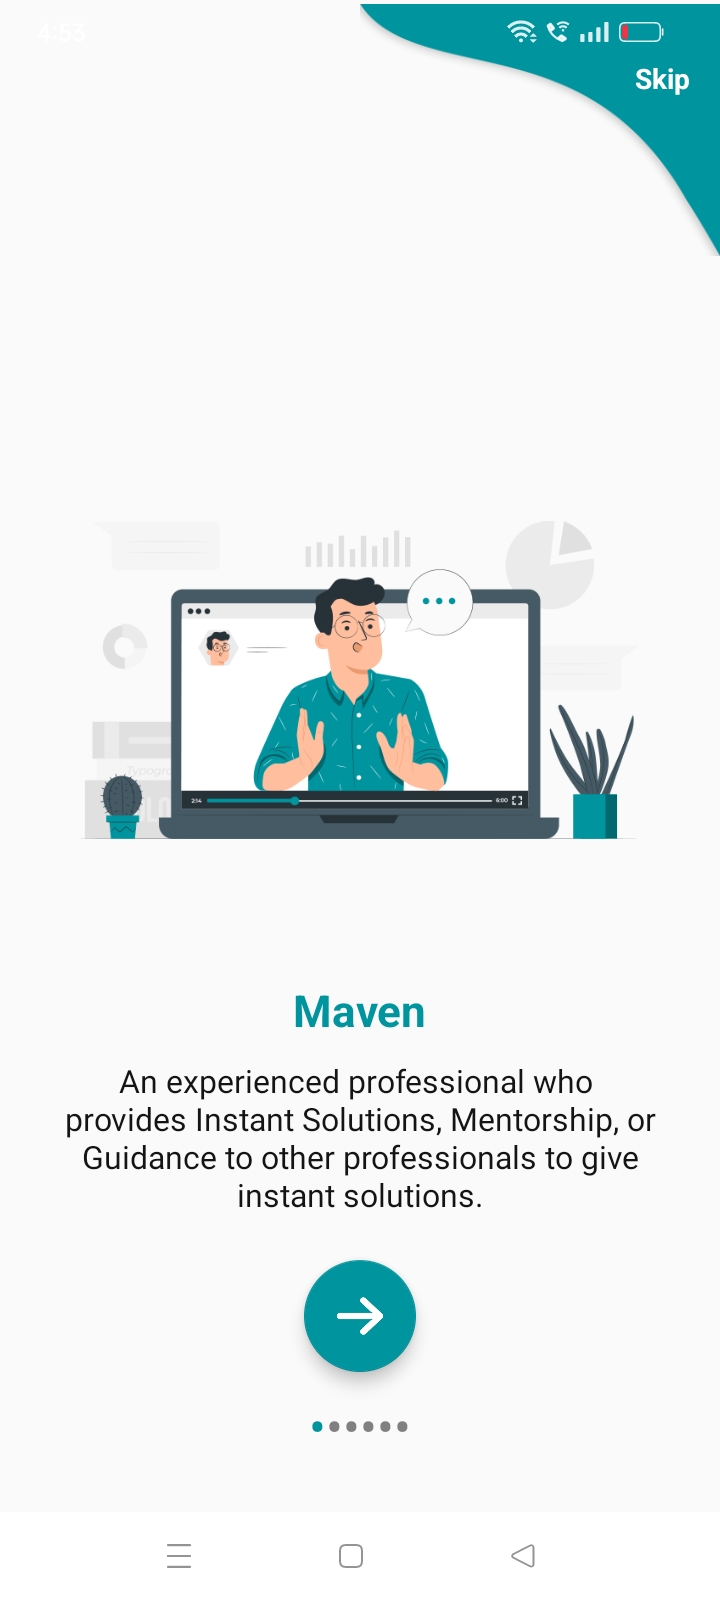 4:53
Skip
Typogra
2:14
6:00
Maven
An experienced professional who
provides Instant Solutions, Mentorship, or
Guidance to other professionals to give
instant solutions.